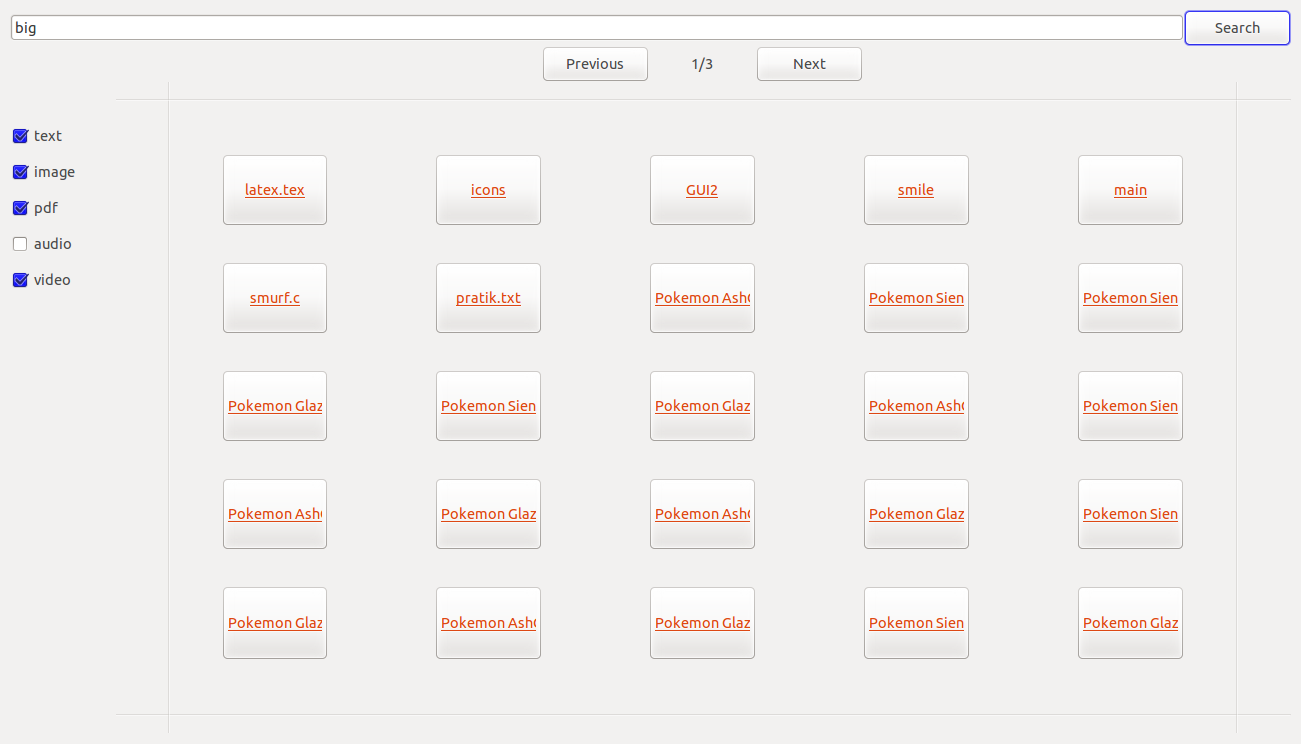 big Search
Previous 1/3 Next
text
image
pdf
audio
video
latex.tex icons GUI2 smile main
smurf.c pratik.txt Pokemon Ash Pokemon Sien Pokemon Sien
Pokemon Glaz Pokemon Sien Pokemon Glaz Pokemon Ash Pokemon Sien
Pokemon Ash Pokemon Glaz Pokemon Ash Pokemon Glaz Pokemon Sien
Pokemon Glaz Pokemon Ash Pokemon Glaz Pokemon Sien Pokemon Glaz